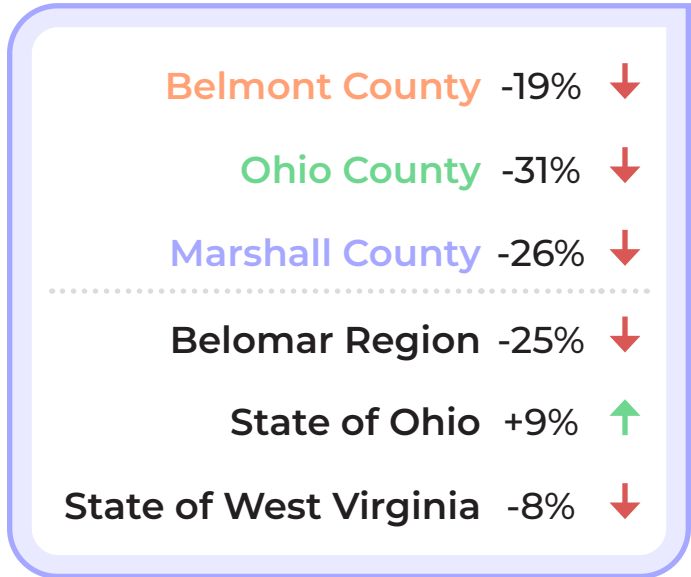 Belmont County -19%
Ohio County -31%
Marshall County -26%
Belomar Region -25%
State of Ohio +9%
State of West Virginia -8%